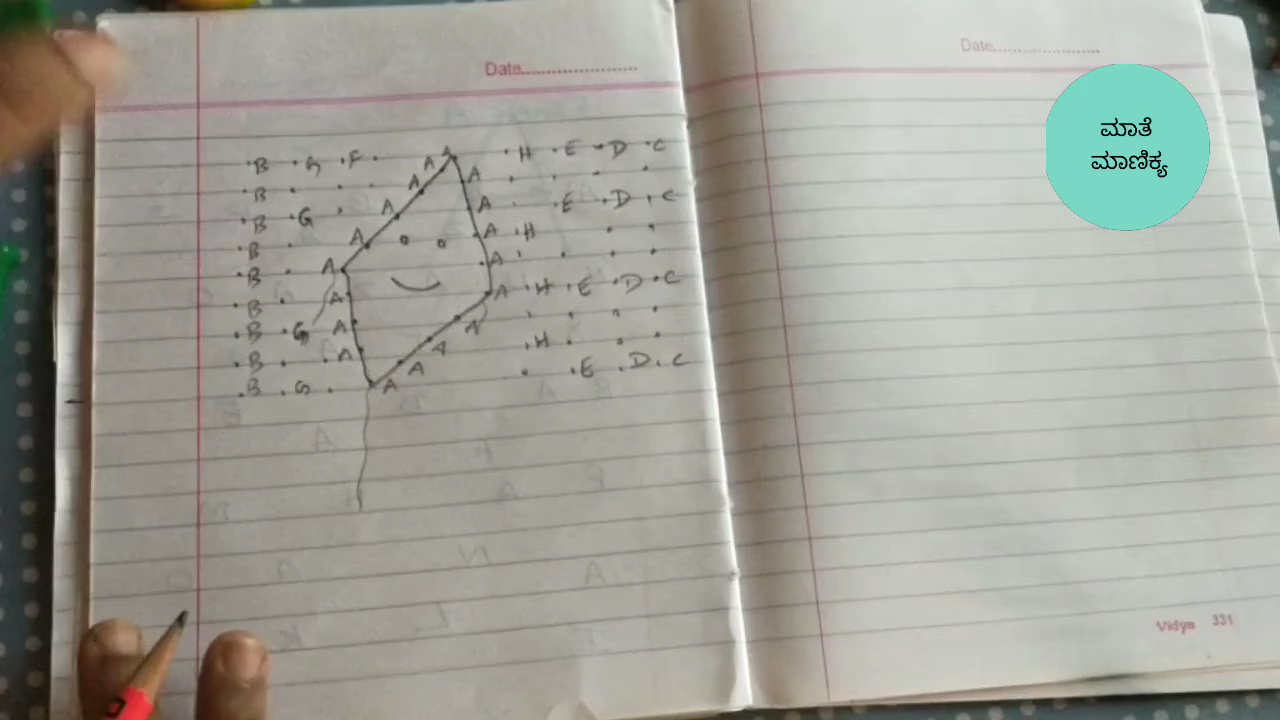 Date
Date
ಮಾತೆ
ಮಾಣಿಕ್ಯ
B G F A A H E D C
B A A
B G A A E D C
B A A H
B A A
B A A H E D C
B G A A
B A A H
B G A A E D C
Vidya 331